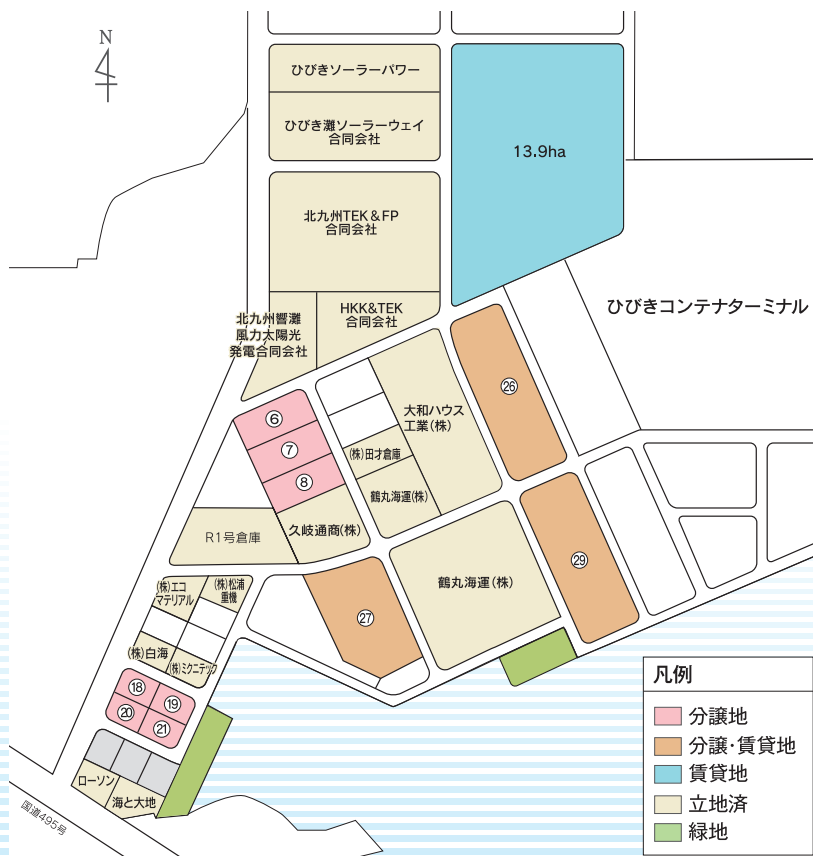 N
ひびきソーラーパワー
ひびき灘ソーラーウェイ
合同会社
13.9ha
北九州TEK&FP
合同会社
HKK&TEK
合同会社
北九州響灘
風力太陽光
発電合同会社
ひびきコンテナターミナル
㉖
⑥
⑦
⑧
大和ハウス
工業(株)
(株)田才倉庫
鶴丸海運(株)
久岐通商(株)
R1号倉庫
㉙
鶴丸海運(株)
㉗
(株)エコ
マテリアル
(株)松浦
重機
(株)白海
(株)ミクニテック
⑱
⑲
⑳
㉑
ローソン
海と大地
国道495号
凡例
分譲地
分譲・賃貸地
賃貸地
立地済
緑地